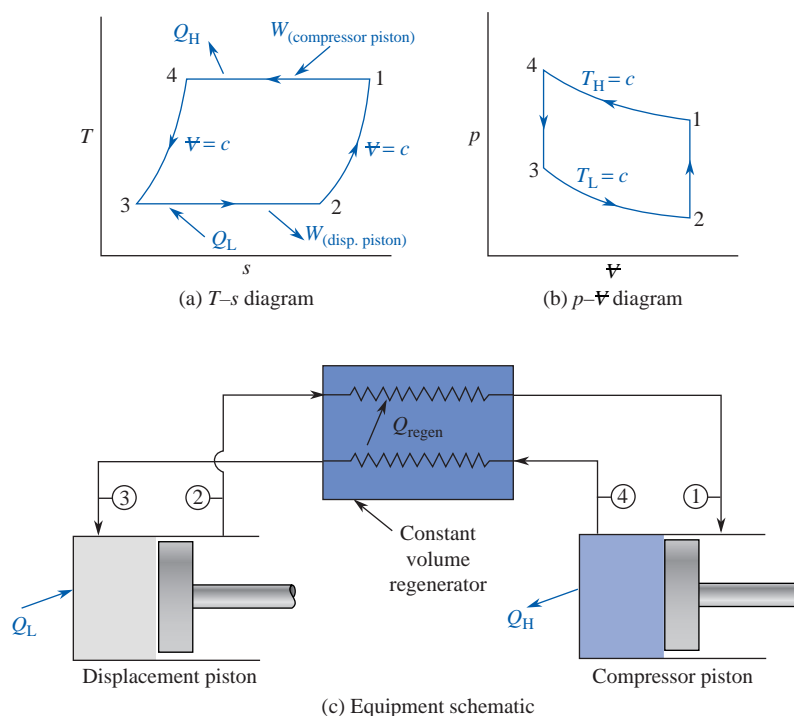 Q_H
W_(compressor piston)
4
1
T
V = c
V = c
3
2
Q_L
W_(disp. piston)
s
(a) T–s diagram
4
T_H = c
1
p
3
T_L = c
2
V
(b) p–V diagram
Q_regen
3
2
4
1
Constant
volume
regenerator
Q_L
Q_H
Displacement piston
Compressor piston
(c) Equipment schematic